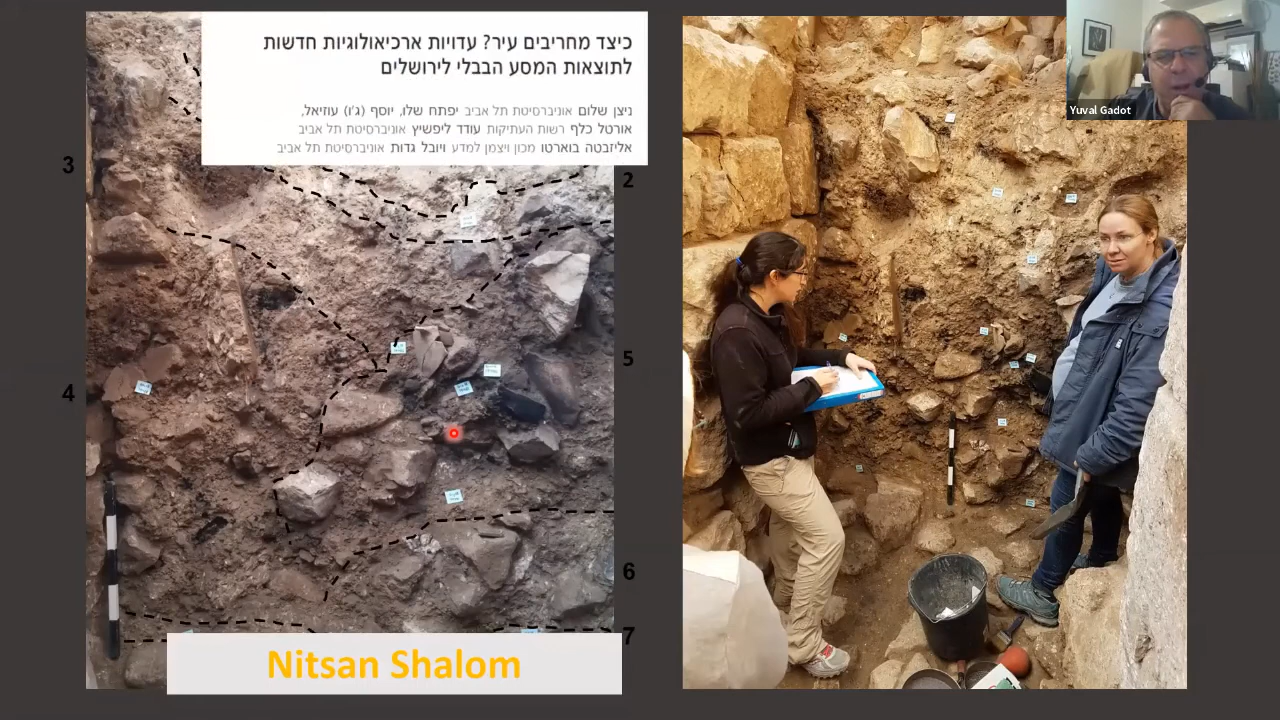 כיצד מחריבים עיר? עדויות ארכיאולוגיות חדשות
לתוצאות המסע הבבלי לירושלים
ניצן שלום אוניברסיטת תל אביב יפתח שלו, יוסף (ג'ו) עוזיאל,
אורטל כלף רשות העתיקות עודד ליפשיץ אוניברסיטת תל אביב
אליזבטה בוארטו מכון ויצמן למדע ויובל גדות אוניברסיטת תל אביב
Yuval Gadot
3
2
5
4
6
7
Nitsan Shalom